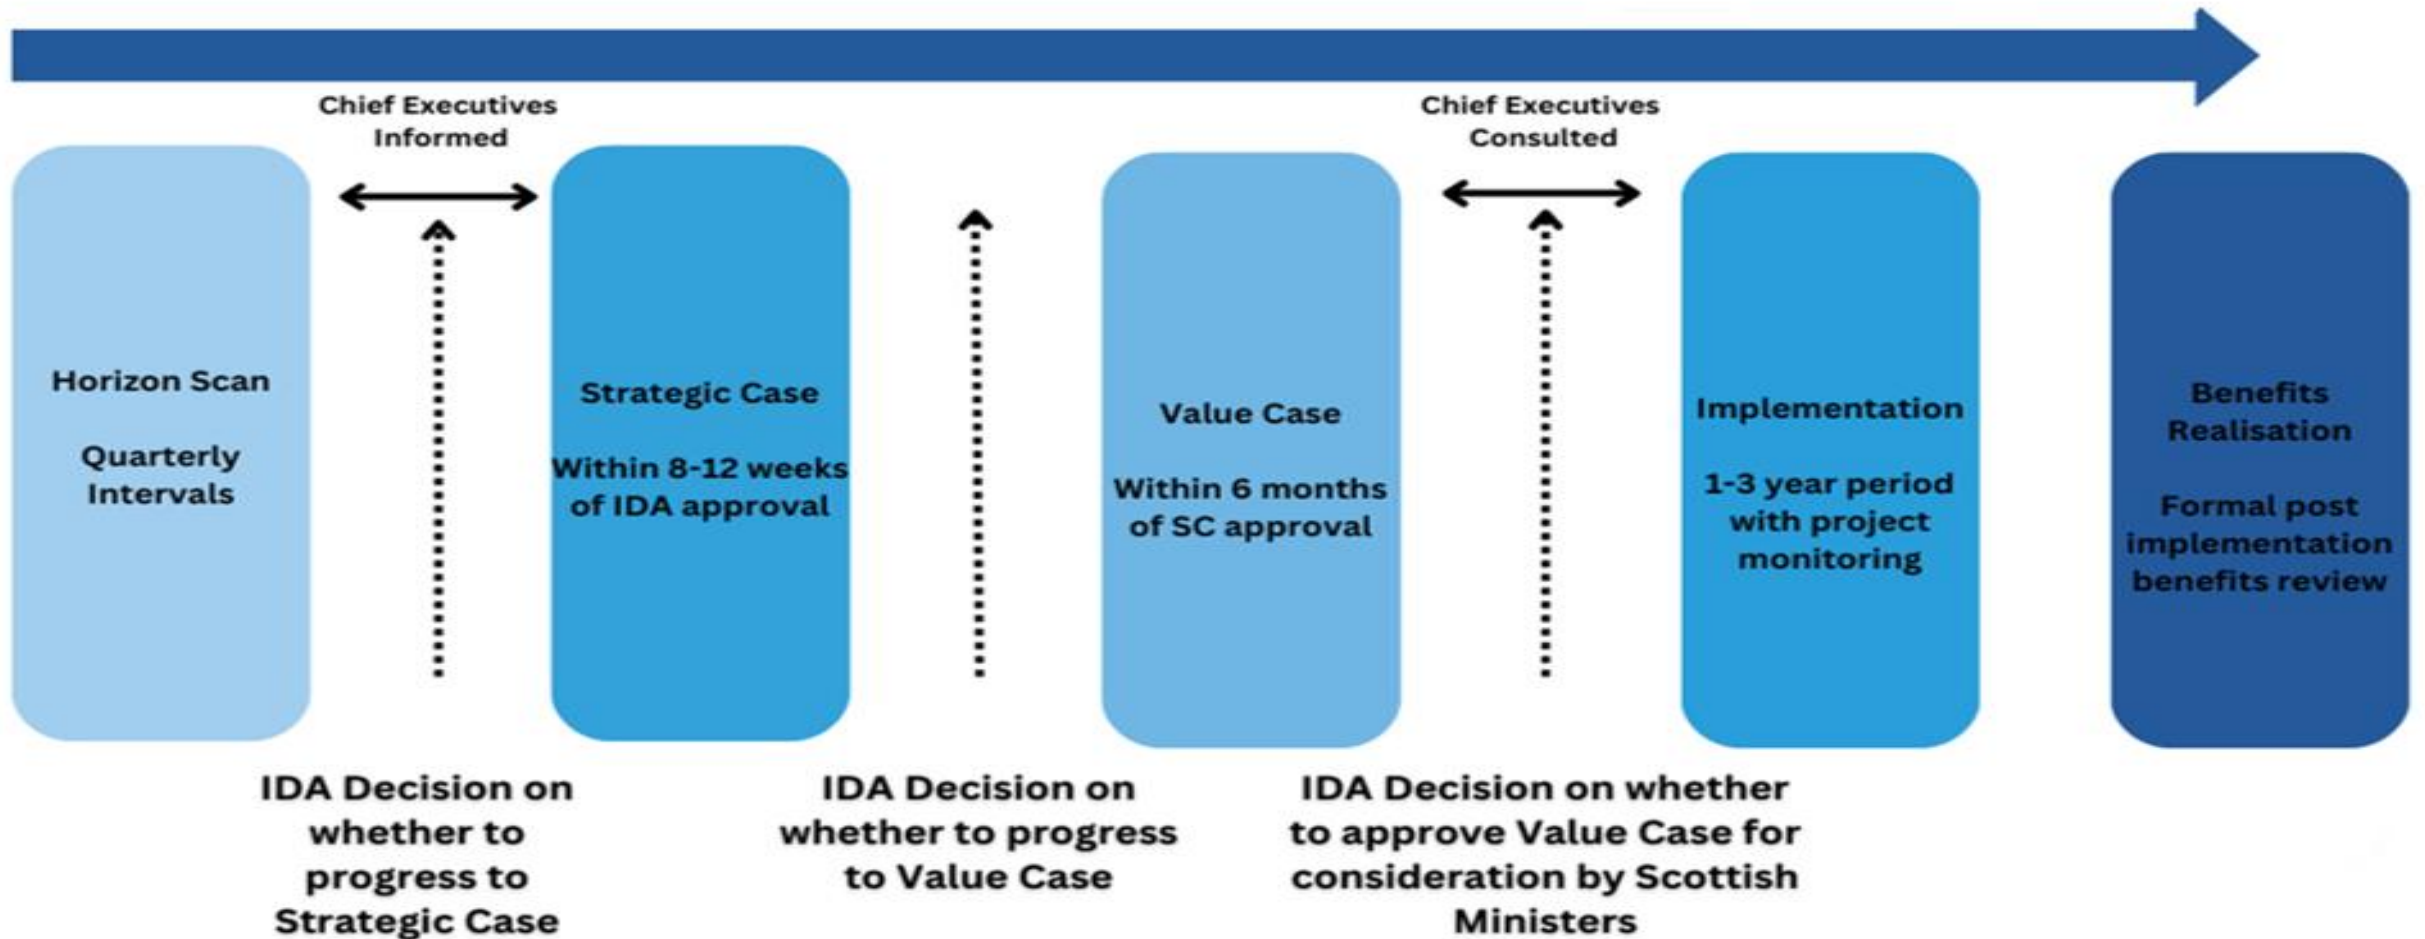 Chief Executives
Informed
Chief Executives
Consulted
Horizon Scan
Quarterly
Intervals
Strategic Case
Within 8-12 weeks
of IDA approval
Value Case
Within 6 months
of SC approval
Implementation
1-3 year period
with project
monitoring
Benefits
Realisation
Formal post
implementation
benefits review
IDA Decision on
whether to
progress to
Strategic Case
IDA Decision on
whether to progress
to Value Case
IDA Decision on whether
to approve Value Case for
consideration by Scottish
Ministers